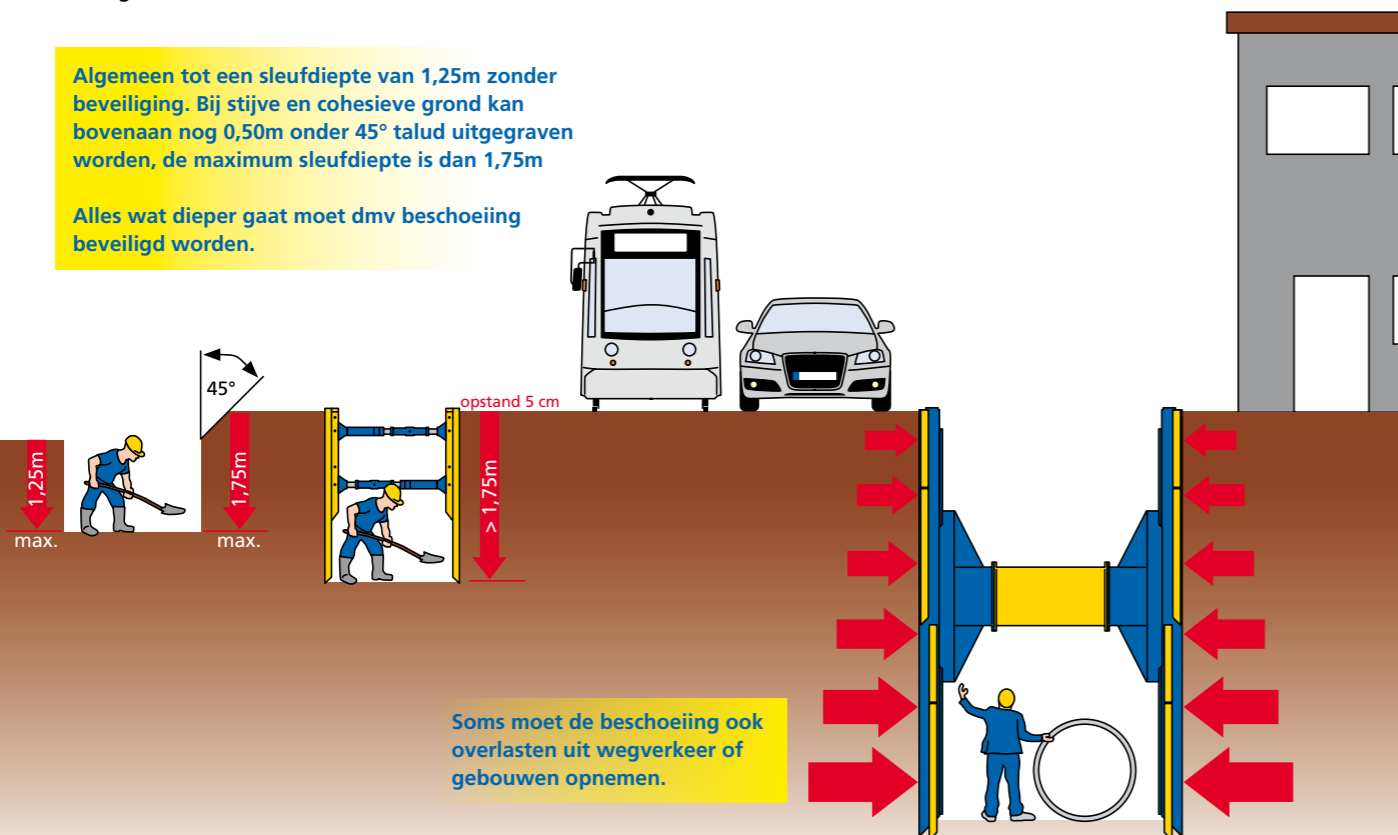 Algemeen tot een sleufdiepte van 1,25m zonder
beveiliging. Bij stijve en cohesieve grond kan
bovenaan nog 0,50m onder 45° talud uitgegraven
worden, de maximum sleufdiepte is dan 1,75m
Alles wat dieper gaat moet dmv beschoeiing
beveiligd worden.
45°
opstand 5 cm
1,25m
max.
1,75m
max.
> 1,75m
Soms moet de beschoeiing ook
overlasten uit wegverkeer of
gebouwen opnemen.